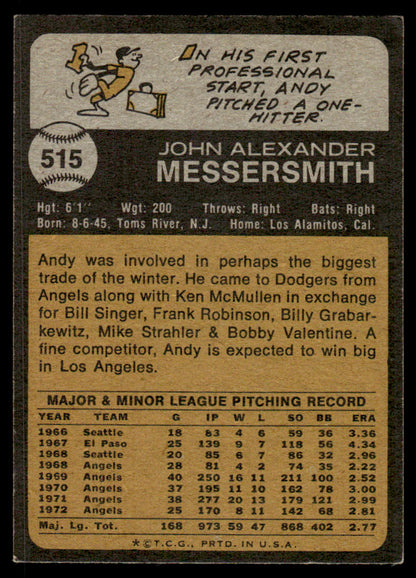 IN HIS FIRST
PROFESSIONAL
START, ANDY
PITCHED A ONE-
HITTER.
515
JOHN ALEXANDER
MESSERSMITH
Hgt: 6'1" Wgt: 200 Throws: Right Bats: Right
Born: 8-6-45, Toms River, N.J. Home: Los Alamitos, Cal.
Andy was involved in perhaps the biggest
trade of the winter. He came to Dodgers from
Angels along with Ken McMullen in exchange
for Bill Singer, Frank Robinson, Billy Grabar-
kewitz, Mike Strahler & Bobby Valentine. A
fine competitor, Andy is expected to win big
in Los Angeles.
MAJOR & MINOR LEAGUE PITCHING RECORD
YEAR TEAM G IP W L SO BB ERA
1966 Seattle 18 83 4 6 59 36 3.36
1967 El Paso 25 139 9 7 118 56 4.34
1968 Seattle 20 85 6 7 86 32 2.96
1968 Angels 28 81 4 2 74 35 2.22
1969 Angels 40 250 16 11 211 100 2.52
1970 Angels 37 195 11 10 162 78 3.00
1971 Angels 38 277 20 13 179 121 2.99
1972 Angels 25 170 8 11 142 68 2.81
Maj. Lg. Tot. 168 973 59 47 868 402 2.77
*©T.C.G., PRTD. IN U.S.A.